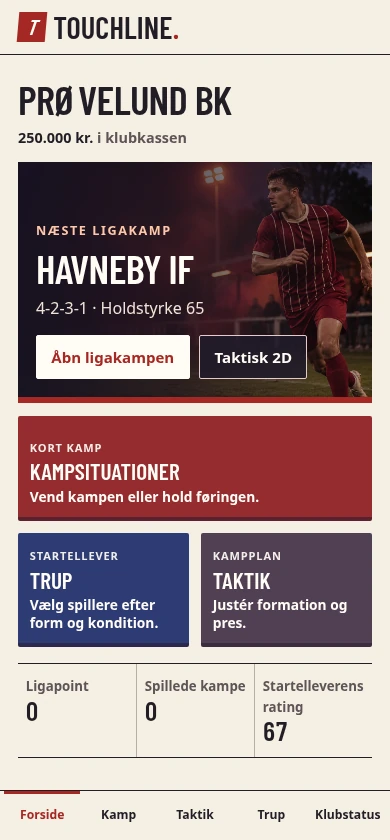 T TOUCHLINE.
PRØVELUND BK
250.000 kr. i klubkassen
NÆSTE LIGAKAMP
HAVNEBY IF
4-2-3-1 · Holdstyrke 65
Åbn ligakampen
Taktisk 2D
KORT KAMP
KAMPSITUATIONER
Vend kampen eller hold føringen.
STARTELLEVER
TRUP
Vælg spillere efter
form og kondition.
KAMPPLAN
TAKTIK
Justér formation og
pres.
Ligapoint
0
Spillede kampe
0
Startelleverens
rating
67
Forside
Kamp
Taktik
Trup
Klubstatus